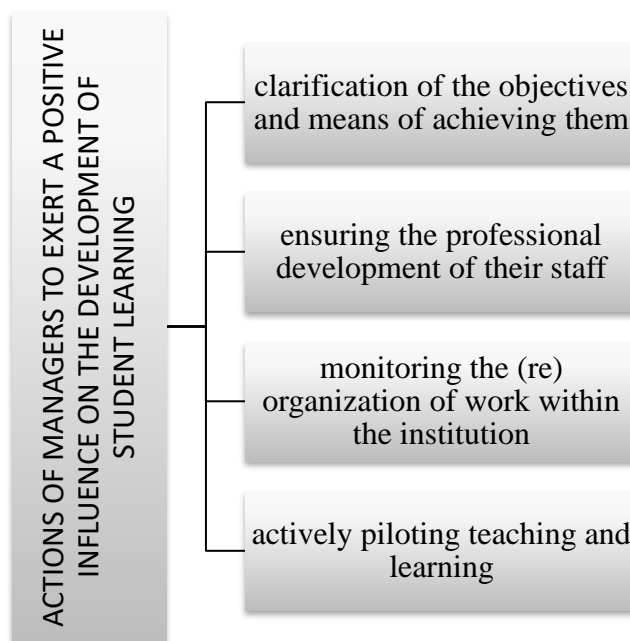 ACTIONS OF MANAGERS TO EXERT A POSITIVE
INFLUENCE ON THE DEVELOPMENT OF
STUDENT LEARNING
clarification of the objectives
and means of achieving them
ensuring the professional
development of their staff
monitoring the (re)
organization of work within
the institution
actively piloting teaching and
learning